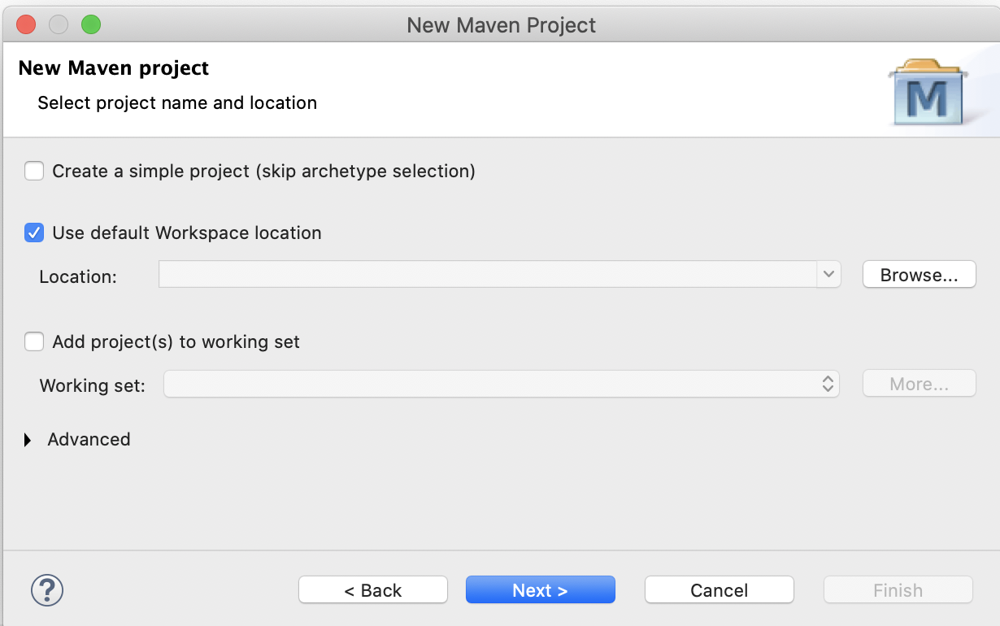 New Maven Project
New Maven project
Select project name and location
M
Create a simple project (skip archetype selection)
Use default Workspace location
Location:
Browse...
Add project(s) to working set
Working set:
More...
Advanced
?
< Back
Next >
Cancel
Finish